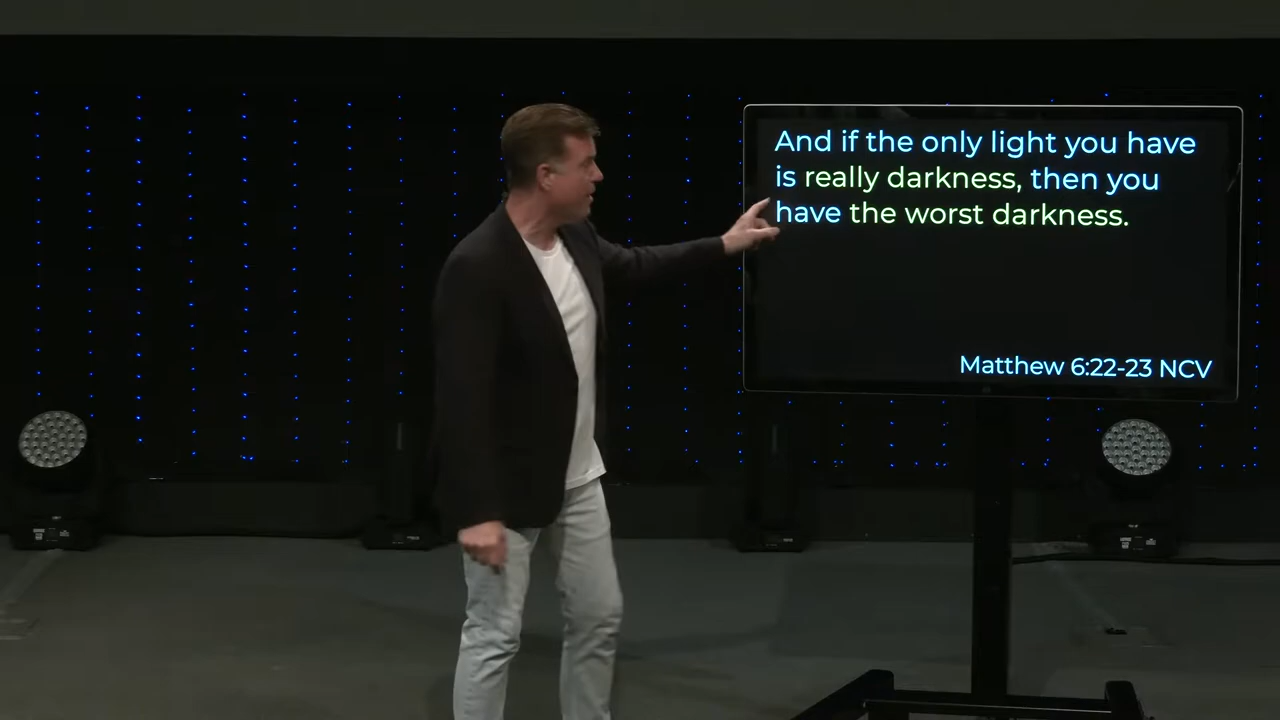 And if the only light you have
is really darkness, then you
have the worst darkness.
Matthew 6:22-23 NCV